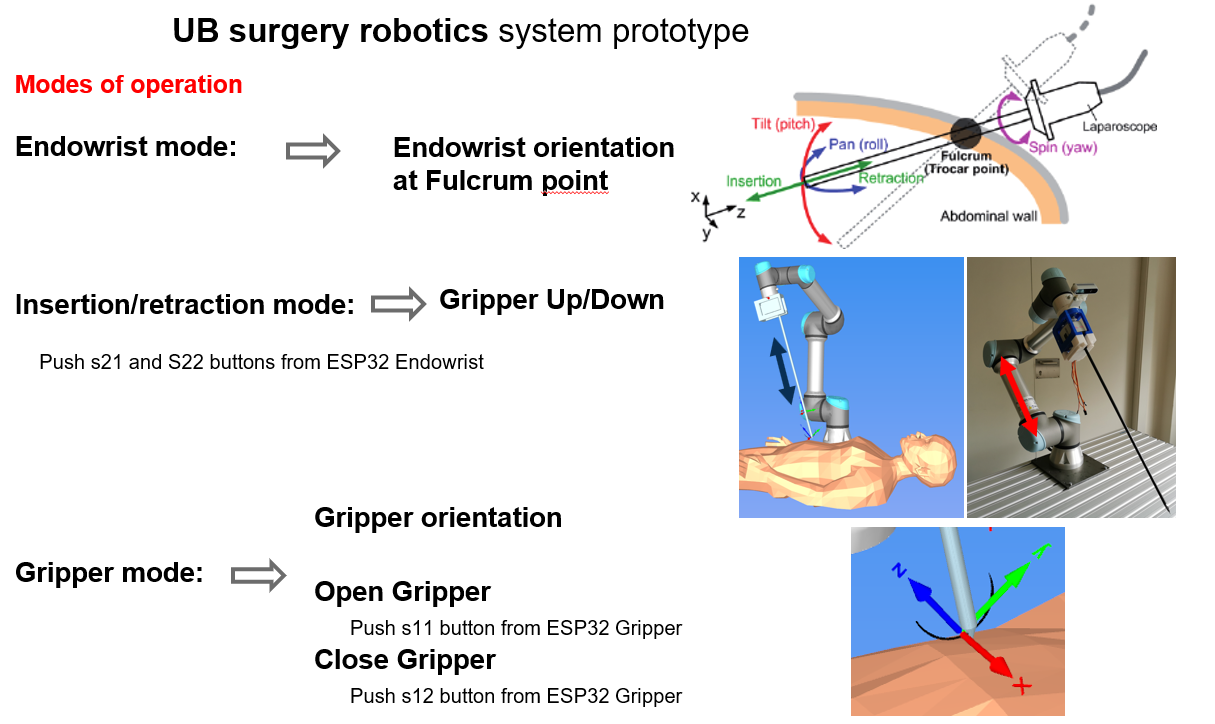 UB surgery robotics system prototype
Modes of operation
Endowrist mode:
Endowrist orientation
at Fulcrum point
Tilt (pitch)
Pan (roll)
Insertion
Retraction
Fulcrum
(Trocar point)
Spin (yaw)
Laparoscope
Abdominal wall
x
z
y
Insertion/retraction mode:
Gripper Up/Down
Push s21 and S22 buttons from ESP32 Endowrist
Gripper mode:
Gripper orientation
Open Gripper
Push s11 button from ESP32 Gripper
Close Gripper
Push s12 button from ESP32 Gripper
Z
Y
X